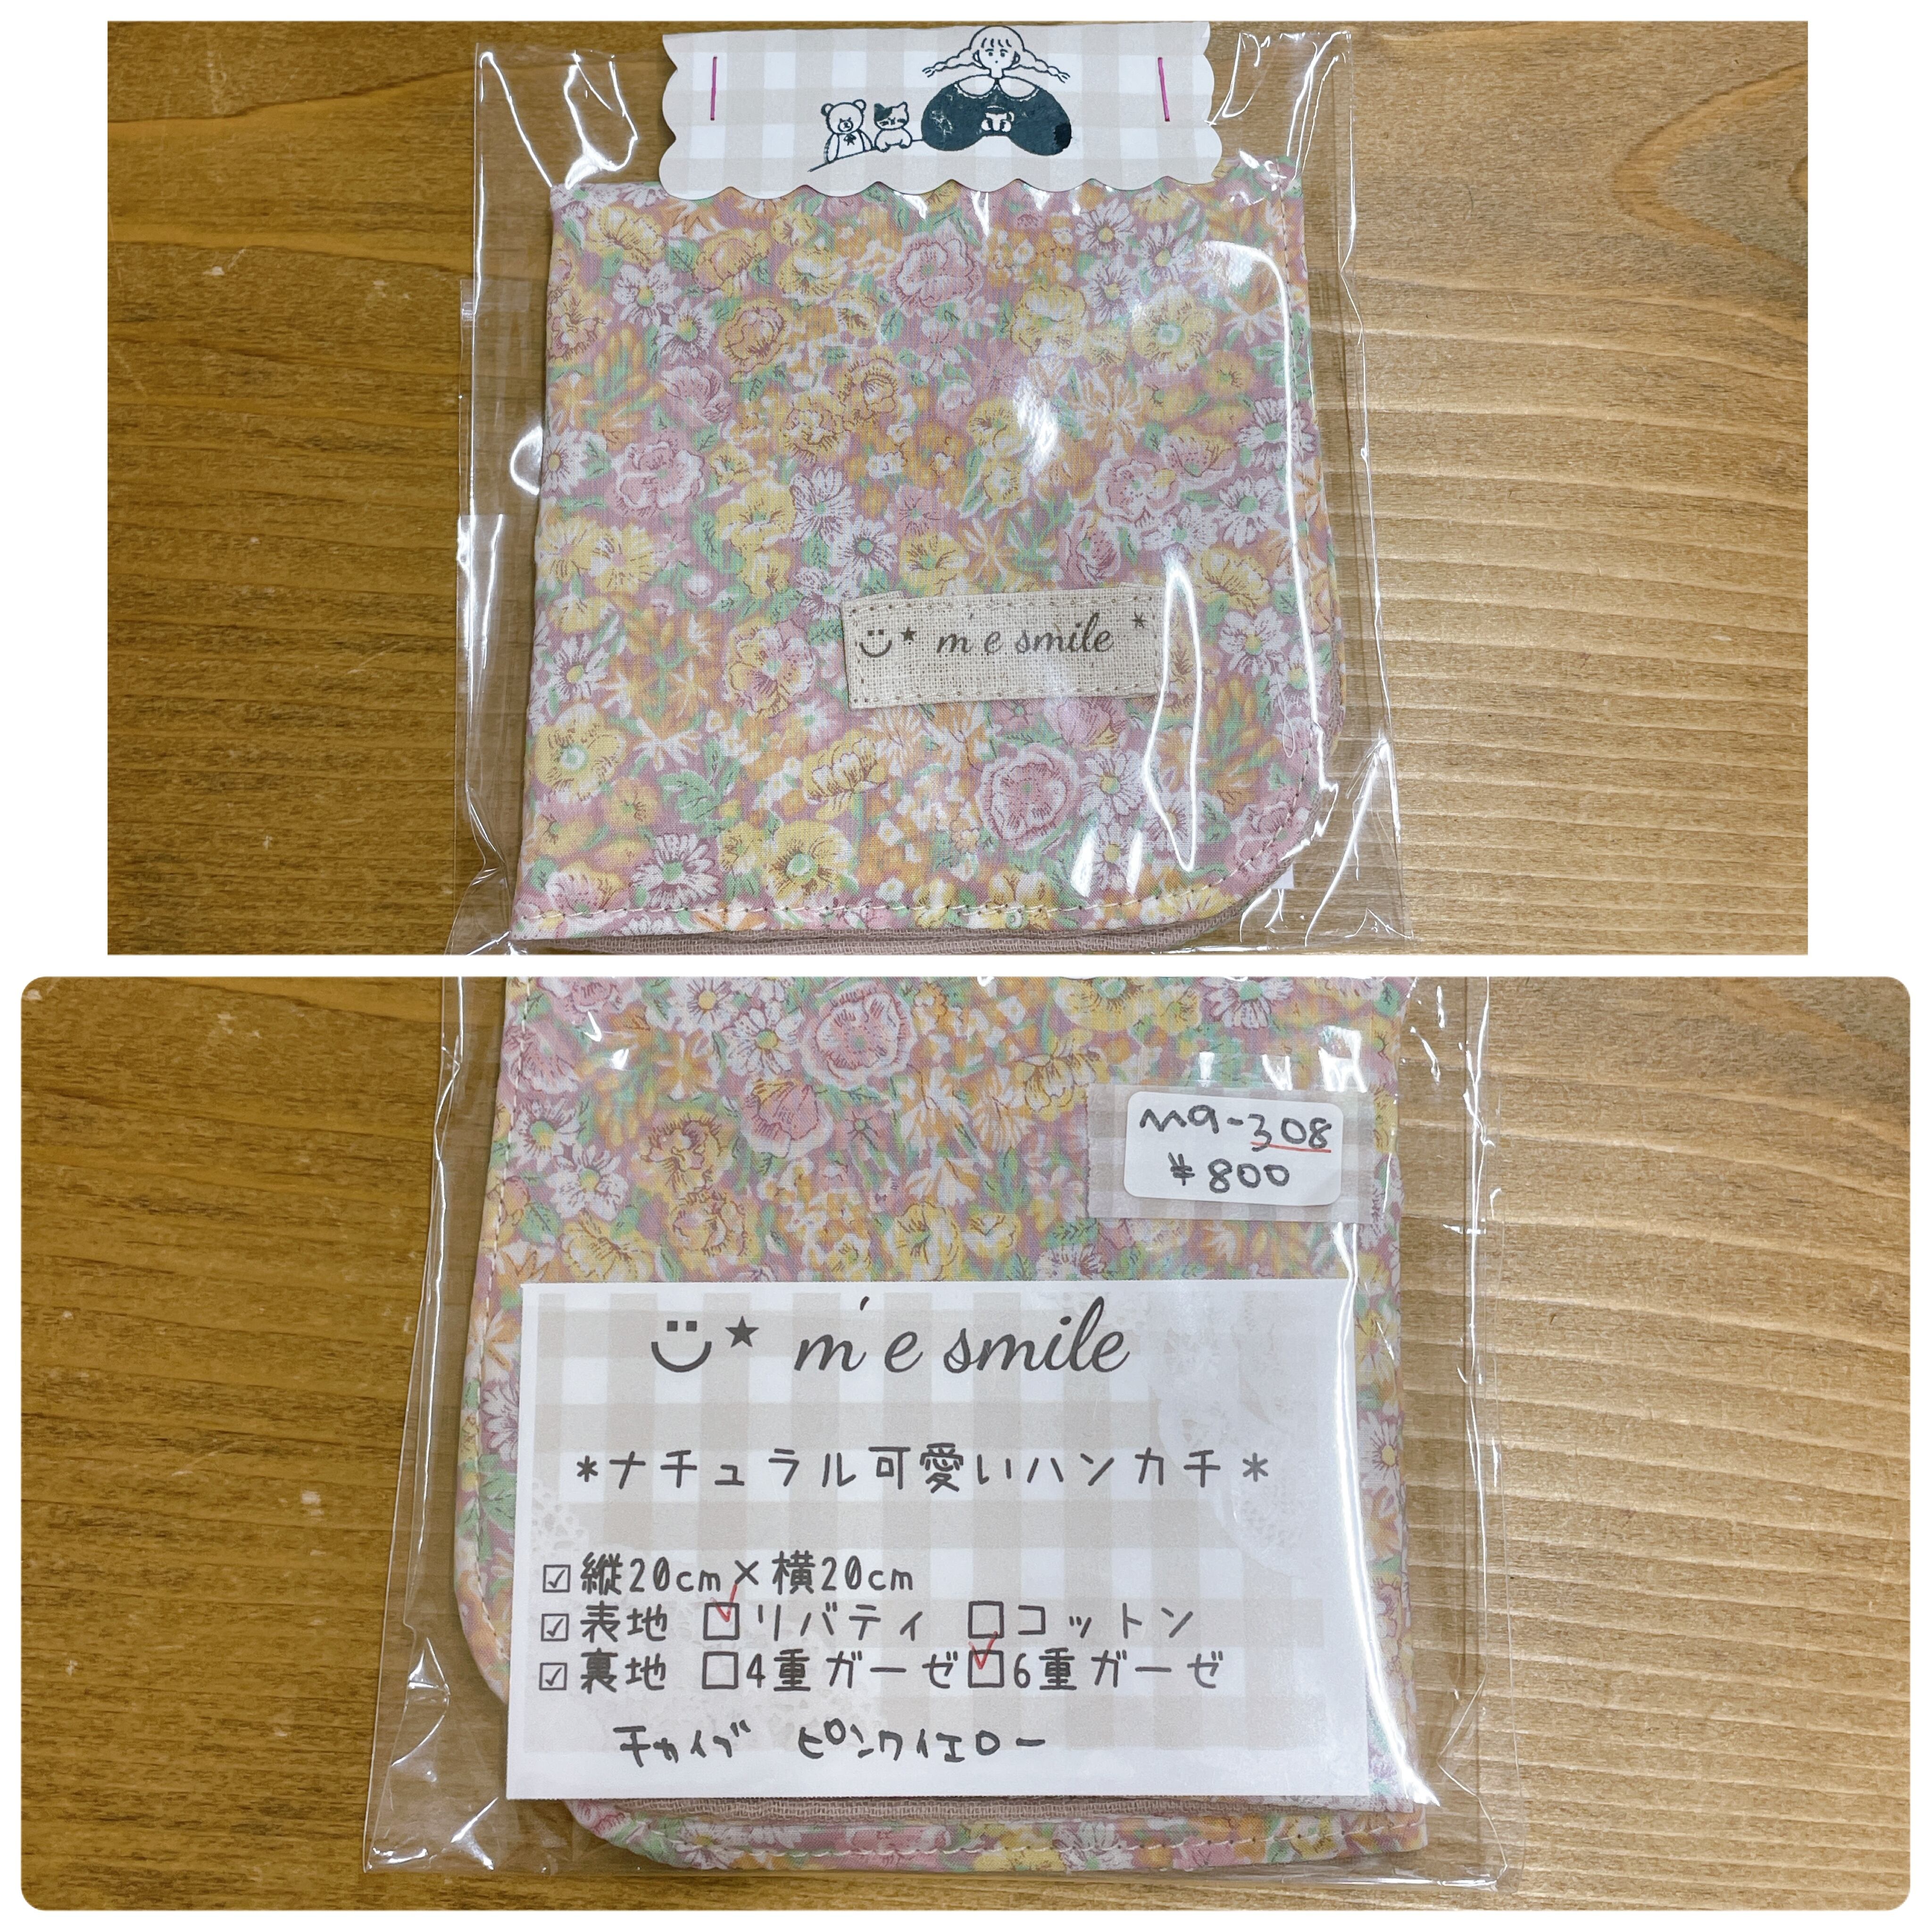 m'e smile *
M9-308
¥800
m'e smile
*ナチュラル可愛いハンカチ*
☑縦20cm×横20cm
☑表地 ☑リバティ □コットン
☑裏地 □4重ガーゼ☑6重ガーゼ
チャイブ ピンクイエロー